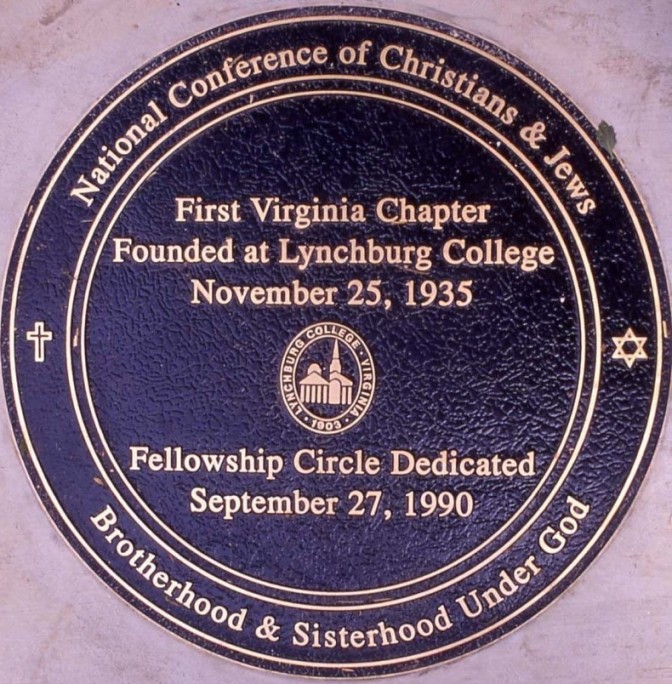 National Conference of Christians & Jews
First Virginia Chapter
Founded at Lynchburg College
November 25, 1935
LYNCHBURG COLLEGE · VIRGINIA
· 1903 ·
Fellowship Circle Dedicated
September 27, 1990
Brotherhood & Sisterhood Under God